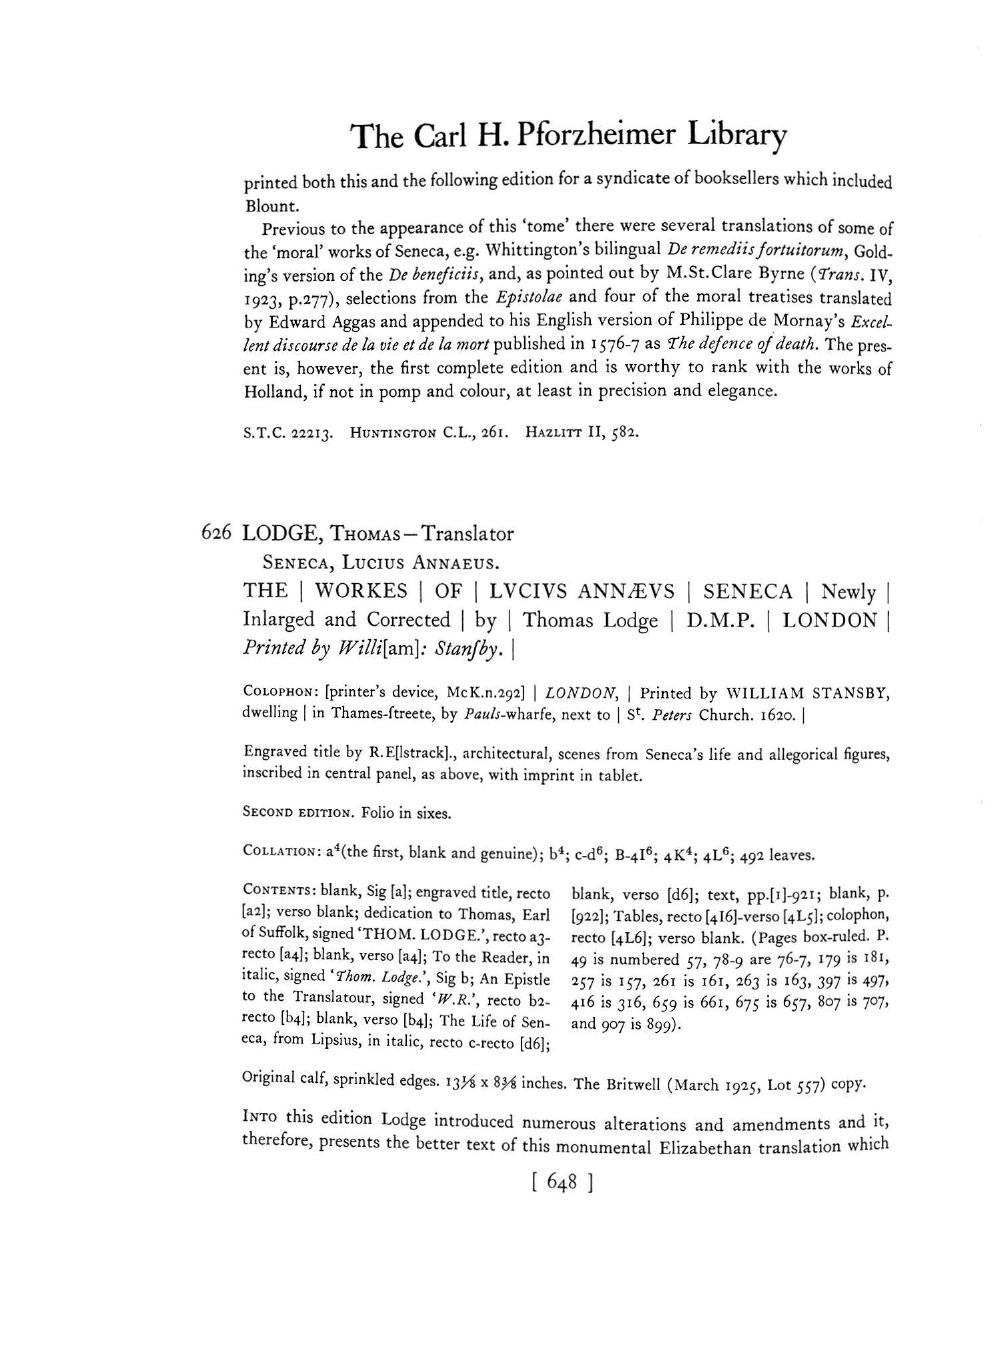 The Carl H. Pforzheimer Library
printed both this and the following edition for a syndicate of booksellers which included
Blount.
Previous to the appearance of this ‘tome’ there were several translations of some of
the ‘moral’ works of Seneca, e.g. Whittington’s bilingual De remediis fortuitorum, Gold-
ing’s version of the De beneficiis, and, as pointed out by M.St.Clare Byrne (Trans. IV,
1923, p.277), selections from the Epistolae and four of the moral treatises translated
by Edward Aggas and appended to his English version of Philippe de Mornay’s Excel-
lent discourse de la vie et de la mort published in 1576-7 as The defence of death. The pres-
ent is, however, the first complete edition and is worthy to rank with the works of
Holland, if not in pomp and colour, at least in precision and elegance.
S.T.C. 22213. Huntington C.L., 261. Hazlitt II, 582.
626 LODGE, Thomas—Translator
Seneca, Lucius Annaeus.
THE | WORKES | OF | LVCIVS ANNÆVS | SENECA | Newly |
Inlarged and Corrected | by | Thomas Lodge | D.M.P. | LONDON |
Printed by Willi[am]: Stanſby. |
Colophon: [printer’s device, McK.n.292] | LONDON, | Printed by WILLIAM STANSBY,
dwelling | in Thames-ſtreete, by Pauls-wharfe, next to | Sᵗ. Peters Church. 1620. |
Engraved title by R.E[lstrack]., architectural, scenes from Seneca’s life and allegorical figures,
inscribed in central panel, as above, with imprint in tablet.
Second edition. Folio in sixes.
Collation: a⁴(the first, blank and genuine); b⁴; c-d⁶; B-4I⁶; 4K⁴; 4L⁶; 492 leaves.
Contents: blank, Sig [a]; engraved title, recto
[a2]; verso blank; dedication to Thomas, Earl
of Suffolk, signed ‘THOM. LODGE.’, recto a3-
recto [a4]; blank, verso [a4]; To the Reader, in
italic, signed ‘Thom. Lodge.’, Sig b; An Epistle
to the Translatour, signed ‘W.R.’, recto b2-
recto [b4]; blank, verso [b4]; The Life of Sen-
eca, from Lipsius, in italic, recto c-recto [d6];
blank, verso [d6]; text, pp.[1]-921; blank, p.
[922]; Tables, recto [4I6]-verso [4L5]; colophon,
recto [4L6]; verso blank. (Pages box-ruled. P.
49 is numbered 57, 78-9 are 76-7, 179 is 181,
257 is 157, 261 is 161, 263 is 163, 397 is 497,
416 is 316, 659 is 661, 675 is 657, 807 is 707,
and 907 is 899).
Original calf, sprinkled edges. 13⅛ x 8⅜ inches. The Britwell (March 1925, Lot 557) copy.
Into this edition Lodge introduced numerous alterations and amendments and it,
therefore, presents the better text of this monumental Elizabethan translation which
[ 648 ]